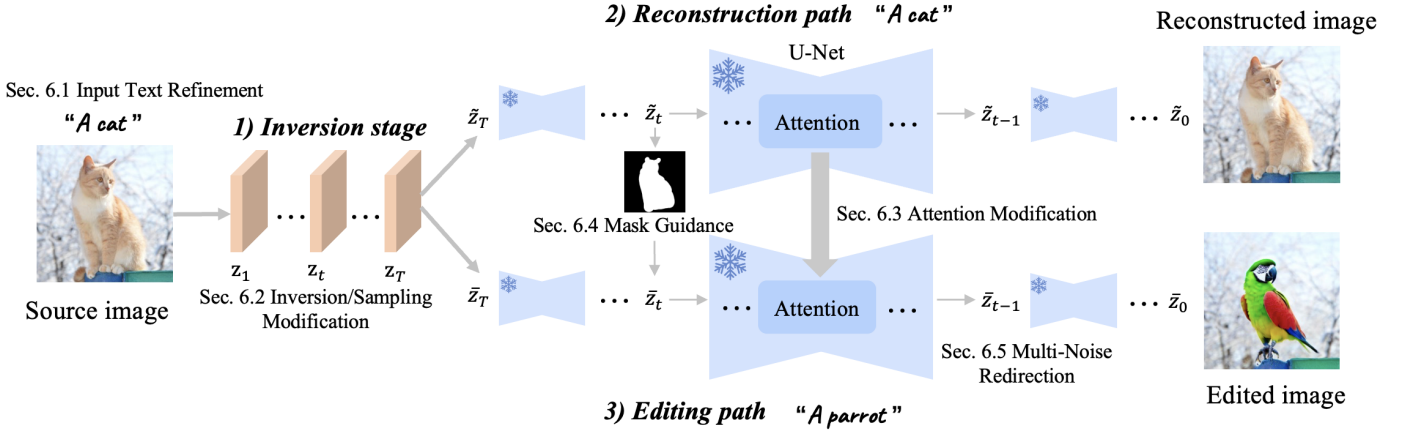 2) Reconstruction path “A cat”
Reconstructed image
U-Net
Sec. 6.1 Input Text Refinement
“A cat”
1) Inversion stage
z̃_T
... z̃_t
... Attention ...
z̃_{t−1}
... z̃_0
... ...
Sec. 6.4 Mask Guidance
Sec. 6.3 Attention Modification
z_1
z_t
z_T
Sec. 6.2 Inversion/Sampling
Modification
Source image
z̄_T
... z̄_t
... Attention ...
z̄_{t−1}
... z̄_0
Sec. 6.5 Multi-Noise
Redirection
Edited image
3) Editing path “A parrot”